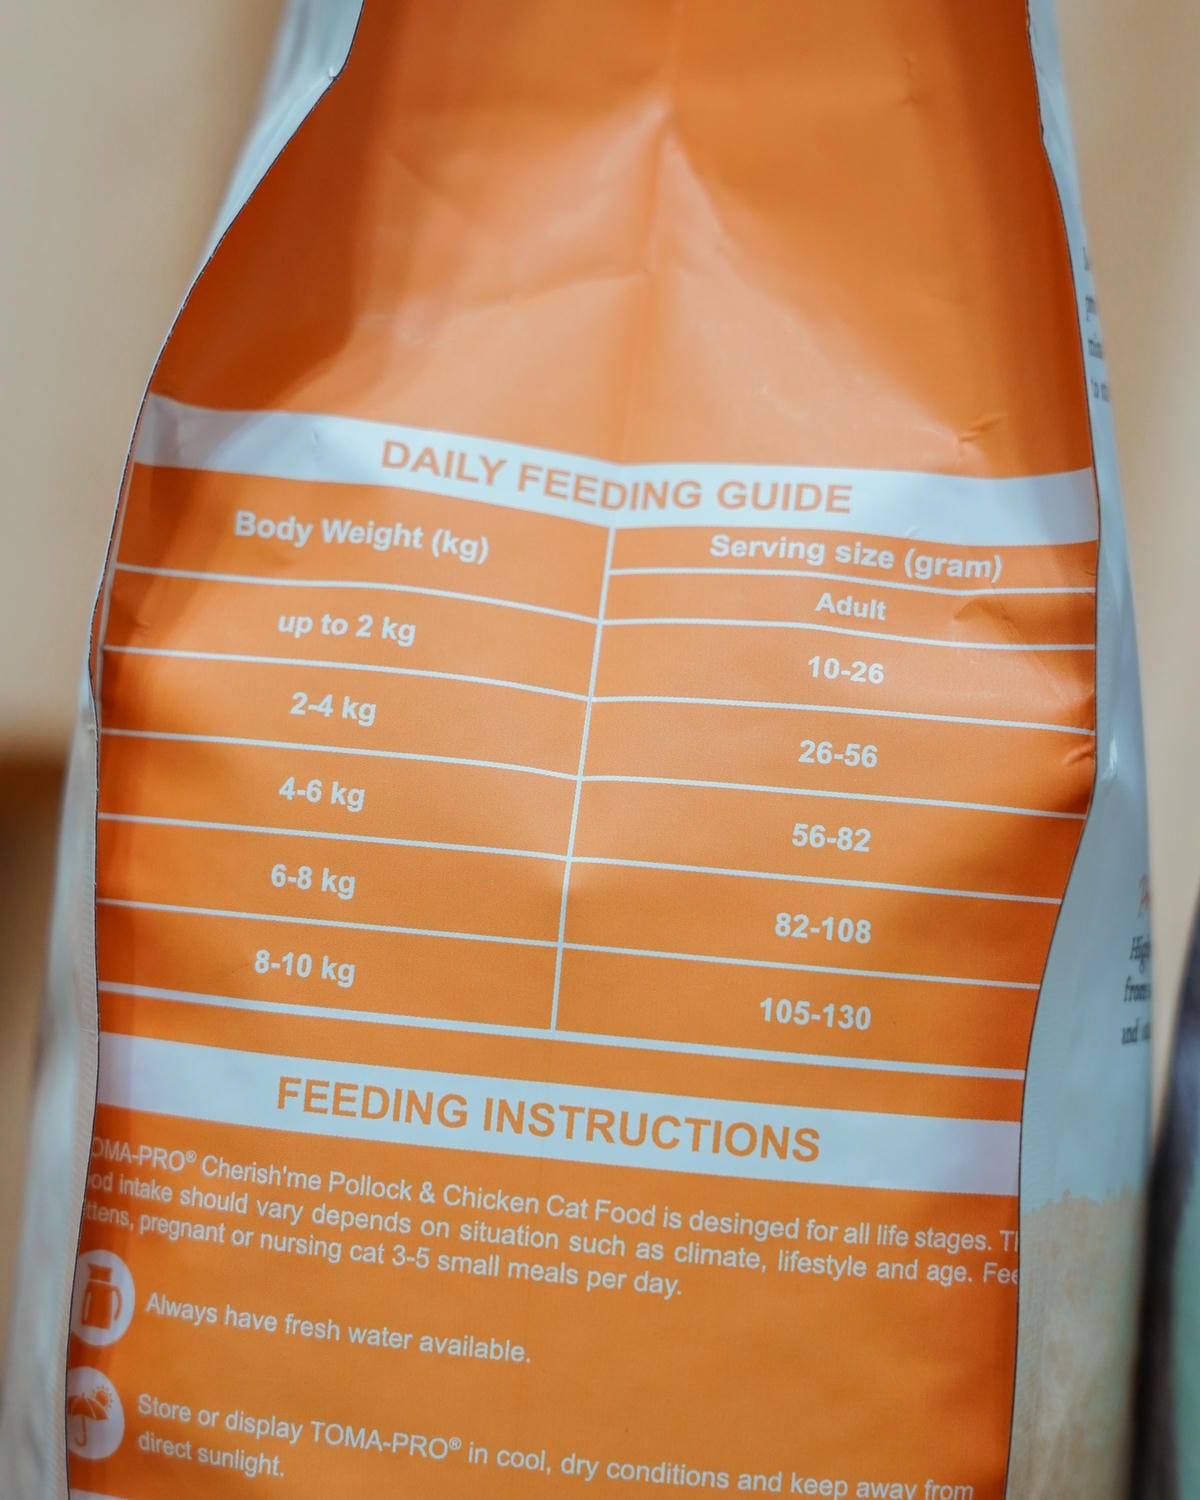 DAILY FEEDING GUIDE
Body Weight (kg) Serving size (gram)
Adult
up to 2 kg 10-26
2-4 kg 26-56
4-6 kg 56-82
6-8 kg 82-108
8-10 kg 105-130
FEEDING INSTRUCTIONS
OMA-PRO® Cherish'me Pollock & Chicken Cat Food is desinged for all life stages.
intake should vary depends on situation such as climate, lifestyle and age.
pregnant or nursing cat 3-5 small meals per day.
Always have fresh water available.
Store or display TOMA-PRO® in cool, dry conditions and keep away from
direct sunlight.
and